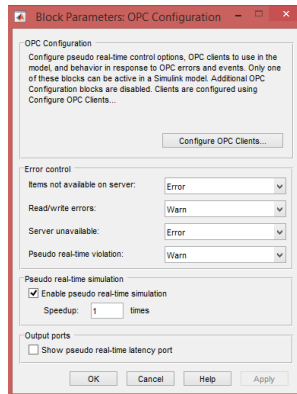 Block Parameters: OPC Configuration
OPC Configuration
Configure pseudo real-time control options, OPC clients to use in the
model, and behavior in response to OPC errors and events. Only one
of these blocks can be active in a Simulink model. Additional OPC
Configuration blocks are disabled. Clients are configured using
Configure OPC Clients...
Configure OPC Clients...
Error control
Items not available on server: Error
Read/write errors: Warn
Server unavailable: Error
Pseudo real-time violation: Warn
Pseudo real-time simulation
Enable pseudo real-time simulation
Speedup: 1 times
Output ports
Show pseudo real-time latency port
OK Cancel Help Apply